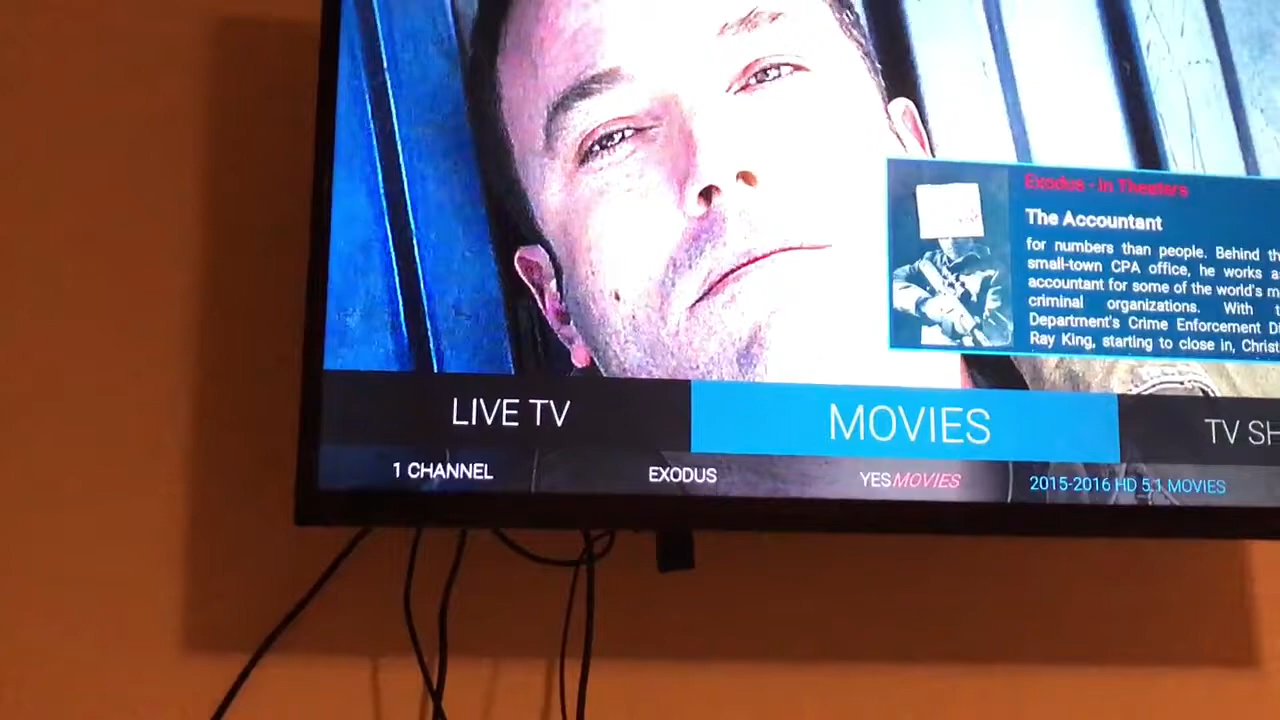 Exodus - In Theaters
The Accountant
for numbers than people. Behind th
small-town CPA office, he works a
accountant for some of the world's m
criminal organizations. With t
Department's Crime Enforcement Di
Ray King, starting to close in, Christ
LIVE TV MOVIES TV SH
1 CHANNEL EXODUS YESMOVIES 2015-2016 HD 5.1 MOVIES